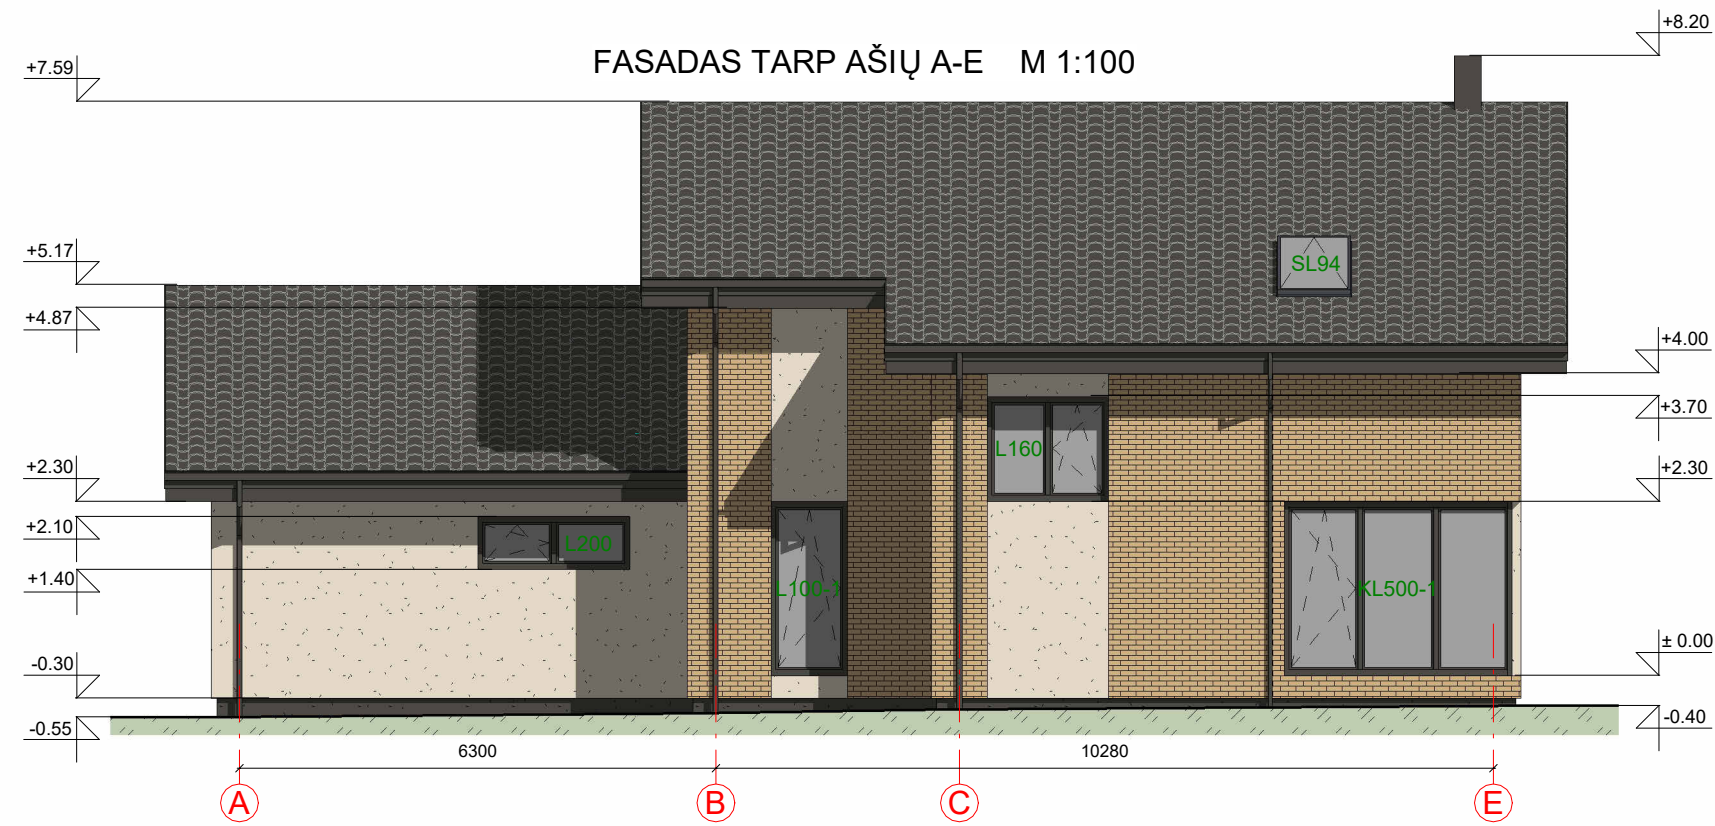 +8.20
FASADAS TARP AŠIŲ A-E M 1:100
+7.59
+5.17
SL94
+4.87
+4.00
+3.70
L160
+2.30
+2.30
+2.10
L200
+1.40
L100-1
KL500-1
± 0.00
-0.30
-0.40
-0.55
6300
10280
A
B
C
E